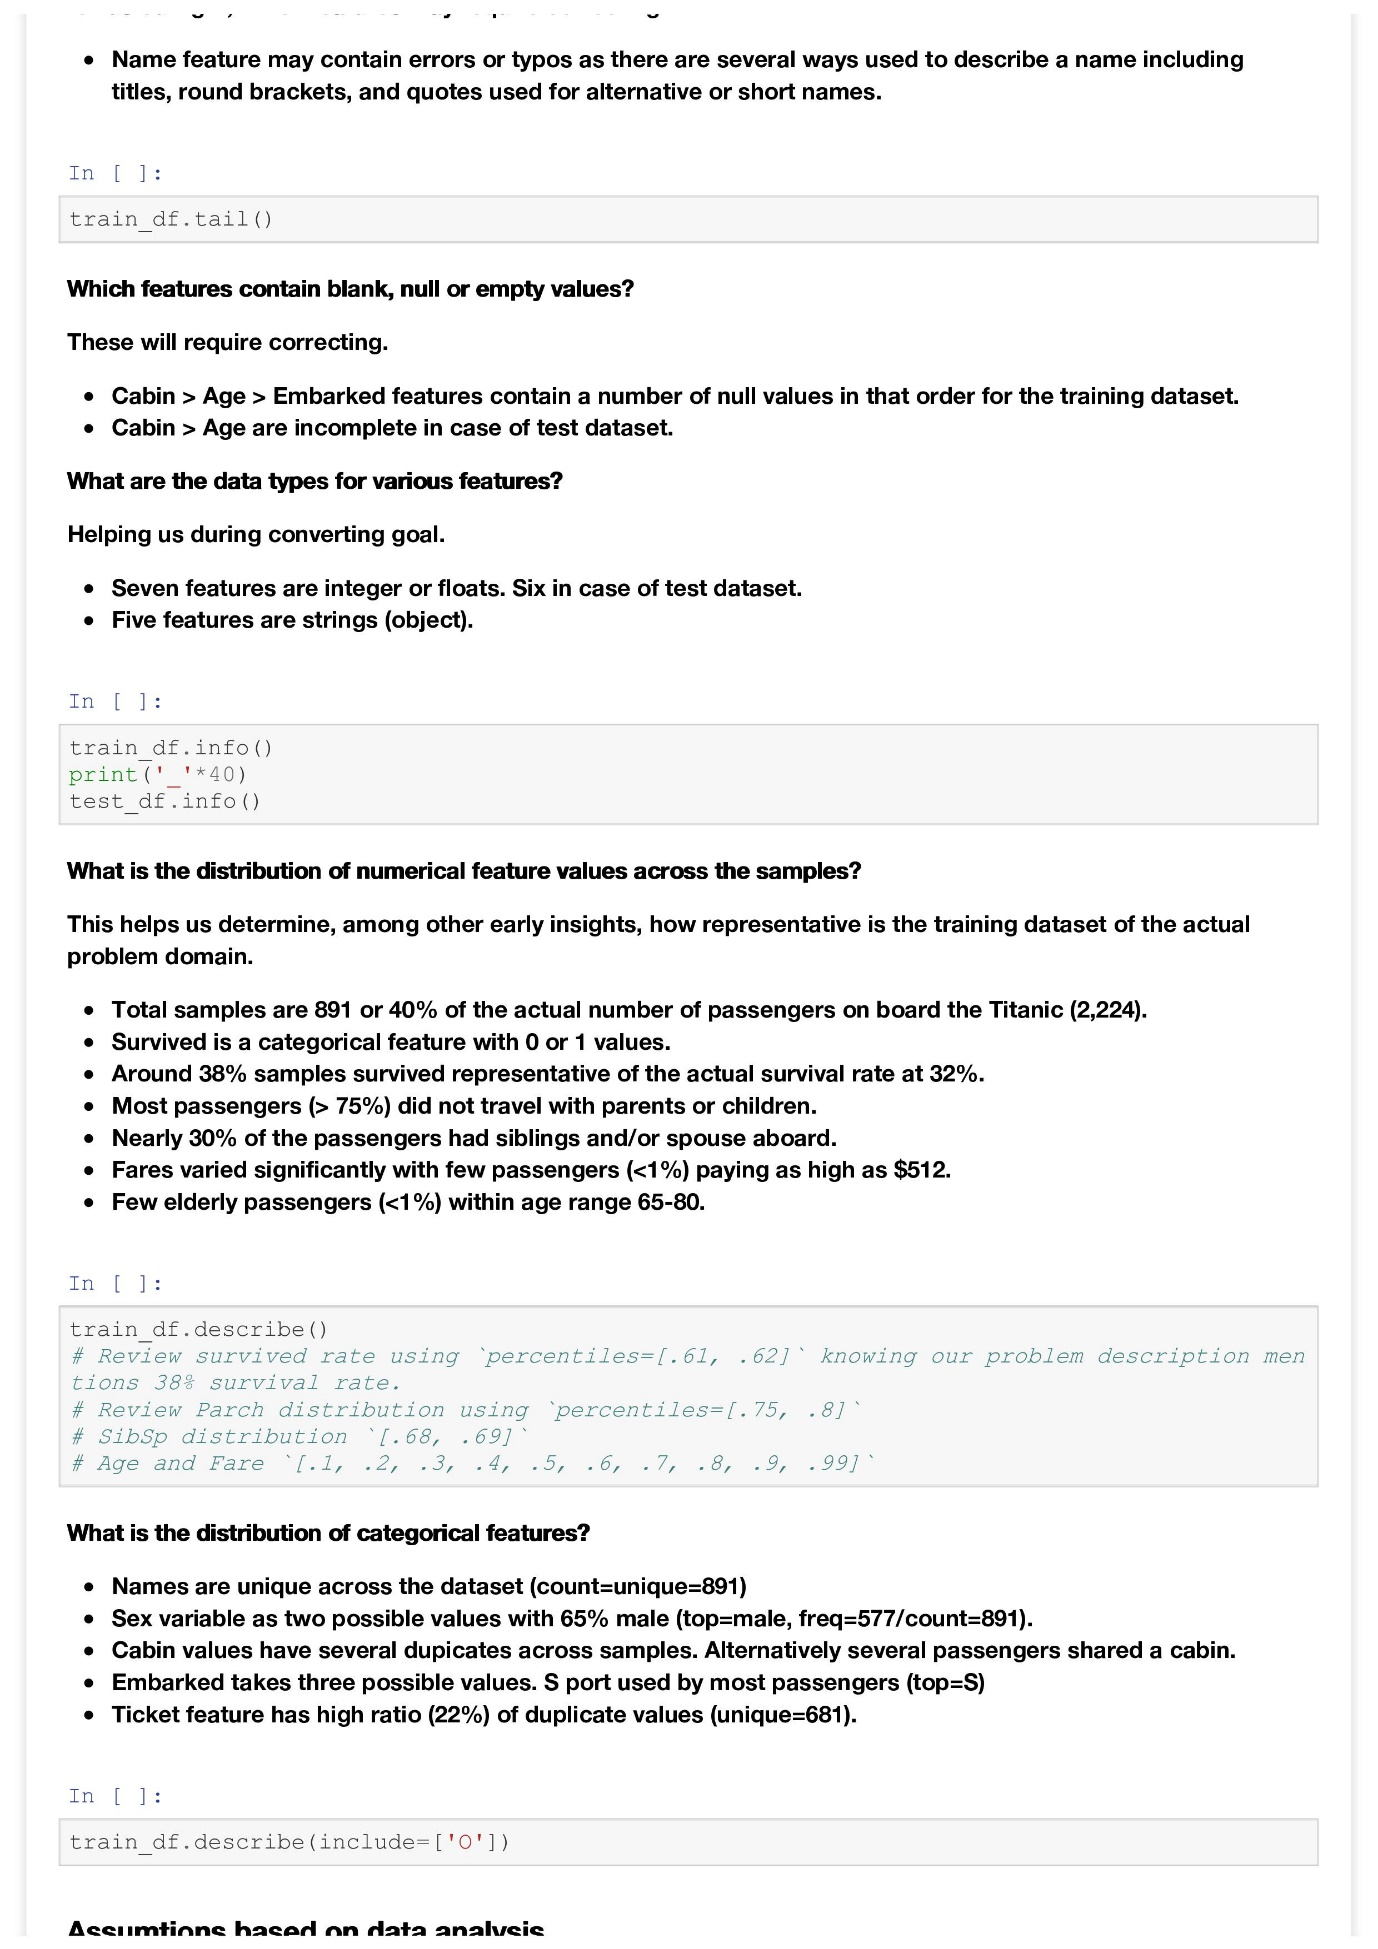 • Name feature may contain errors or typos as there are several ways used to describe a name including
titles, round brackets, and quotes used for alternative or short names.
In [ ]:
train_df.tail()
Which features contain blank, null or empty values?
These will require correcting.
• Cabin > Age > Embarked features contain a number of null values in that order for the training dataset.
• Cabin > Age are incomplete in case of test dataset.
What are the data types for various features?
Helping us during converting goal.
• Seven features are integer or floats. Six in case of test dataset.
• Five features are strings (object).
In [ ]:
train_df.info()
print('_'*40)
test_df.info()
What is the distribution of numerical feature values across the samples?
This helps us determine, among other early insights, how representative is the training dataset of the actual
problem domain.
• Total samples are 891 or 40% of the actual number of passengers on board the Titanic (2,224).
• Survived is a categorical feature with 0 or 1 values.
• Around 38% samples survived representative of the actual survival rate at 32%.
• Most passengers (> 75%) did not travel with parents or children.
• Nearly 30% of the passengers had siblings and/or spouse aboard.
• Fares varied significantly with few passengers (<1%) paying as high as $512.
• Few elderly passengers (<1%) within age range 65-80.
In [ ]:
train_df.describe()
# Review survived rate using `percentiles=[.61, .62]` knowing our problem description men
tions 38% survival rate.
# Review Parch distribution using `percentiles=[.75, .8]`
# SibSp distribution `[.68, .69]`
# Age and Fare `[.1, .2, .3, .4, .5, .6, .7, .8, .9, .99]`
What is the distribution of categorical features?
• Names are unique across the dataset (count=unique=891)
• Sex variable as two possible values with 65% male (top=male, freq=577/count=891).
• Cabin values have several dupicates across samples. Alternatively several passengers shared a cabin.
• Embarked takes three possible values. S port used by most passengers (top=S)
• Ticket feature has high ratio (22%) of duplicate values (unique=681).
In [ ]:
train_df.describe(include=['O'])
Assumtions based on data analysis